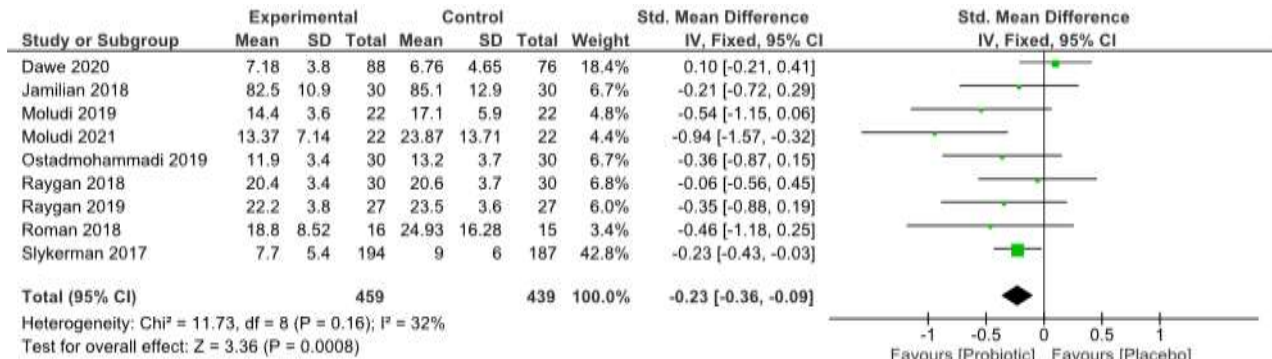 Experimental Control Std. Mean Difference Std. Mean Difference
Study or Subgroup Mean SD Total Mean SD Total Weight IV, Fixed, 95% CI IV, Fixed, 95% CI
Dawe 2020 7.18 3.8 88 6.76 4.65 76 18.4% 0.10 [-0.21, 0.41]
Jamilian 2018 82.5 10.9 30 85.1 12.9 30 6.7% -0.21 [-0.72, 0.29]
Moludi 2019 14.4 3.6 22 17.1 5.9 22 4.8% -0.54 [-1.15, 0.06]
Moludi 2021 13.37 7.14 22 23.87 13.71 22 4.4% -0.94 [-1.57, -0.32]
Ostadmohammadi 2019 11.9 3.4 30 13.2 3.7 30 6.7% -0.36 [-0.87, 0.15]
Raygan 2018 20.4 3.4 30 20.6 3.7 30 6.8% -0.06 [-0.56, 0.45]
Raygan 2019 22.2 3.8 27 23.5 3.6 27 6.0% -0.35 [-0.88, 0.19]
Roman 2018 18.8 8.52 16 24.93 16.28 15 3.4% -0.46 [-1.18, 0.25]
Slykerman 2017 7.7 5.4 194 9 6 187 42.8% -0.23 [-0.43, -0.03]
Total (95% CI) 459 439 100.0% -0.23 [-0.36, -0.09]
Heterogeneity: Chi² = 11.73, df = 8 (P = 0.16); I² = 32%
Test for overall effect: Z = 3.36 (P = 0.0008)
-1 -0.5 0 0.5 1
Favours [Probiotic] Favours [Placebo]